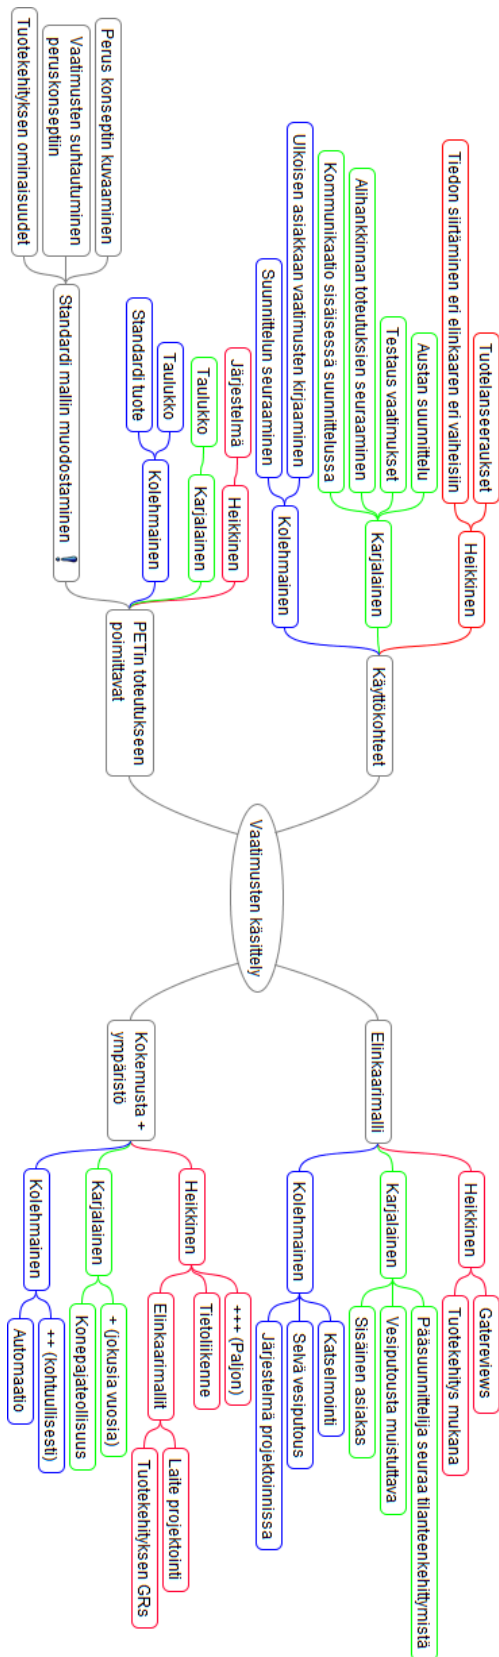 Vaatimusten käsittely
Käyttökohteet
Heikkinen
Tuotelanseeraukset
Tiedon siirtäminen eri elinkaaren eri vaiheisiin
Karjalainen
Austan suunnittelu
Testaus vaatimukset
Alihankkinnan toteutuksien seuraaminen
Kommunikaatio sisäisessä suunnittelussa
Kolehmainen
Ulkoisen asiakkaan vaatimusten kirjaaminen
Suunnittelun seuraaminen
PETin toteutukseen
poimittavat
Heikkinen
Järjestelmä
Karjalainen
Taulukko
Kolehmainen
Taulukko
Standardi tuote
Standardi mallin muodostaminen
Perus konseptin kuvaaminen
Vaatimusten suhtautuminen
peruskonseptiin
Tuotekehityksen ominaisuudet
Elinkaarimalli
Heikkinen
Gatereviews
Tuotekehitys mukana
Karjalainen
Pääsuunnittelija seuraa tilanteenkehittymistä
Vesiputousta muistuttava
Sisäinen asiakas
Kolehmainen
Katselmointi
Selvä vesiputous
Järjestelmä projektoinnissa
Kokemusta +
ympäristö
Heikkinen
+++ (Paljon)
Tietoliikenne
Elinkaarimallit
Laite projektointi
Tuotekehityksen GRs
Karjalainen
+ (jokusia vuosia)
Konepajateollisuus
Kolehmainen
++ (kohtuullisesti)
Automaatio